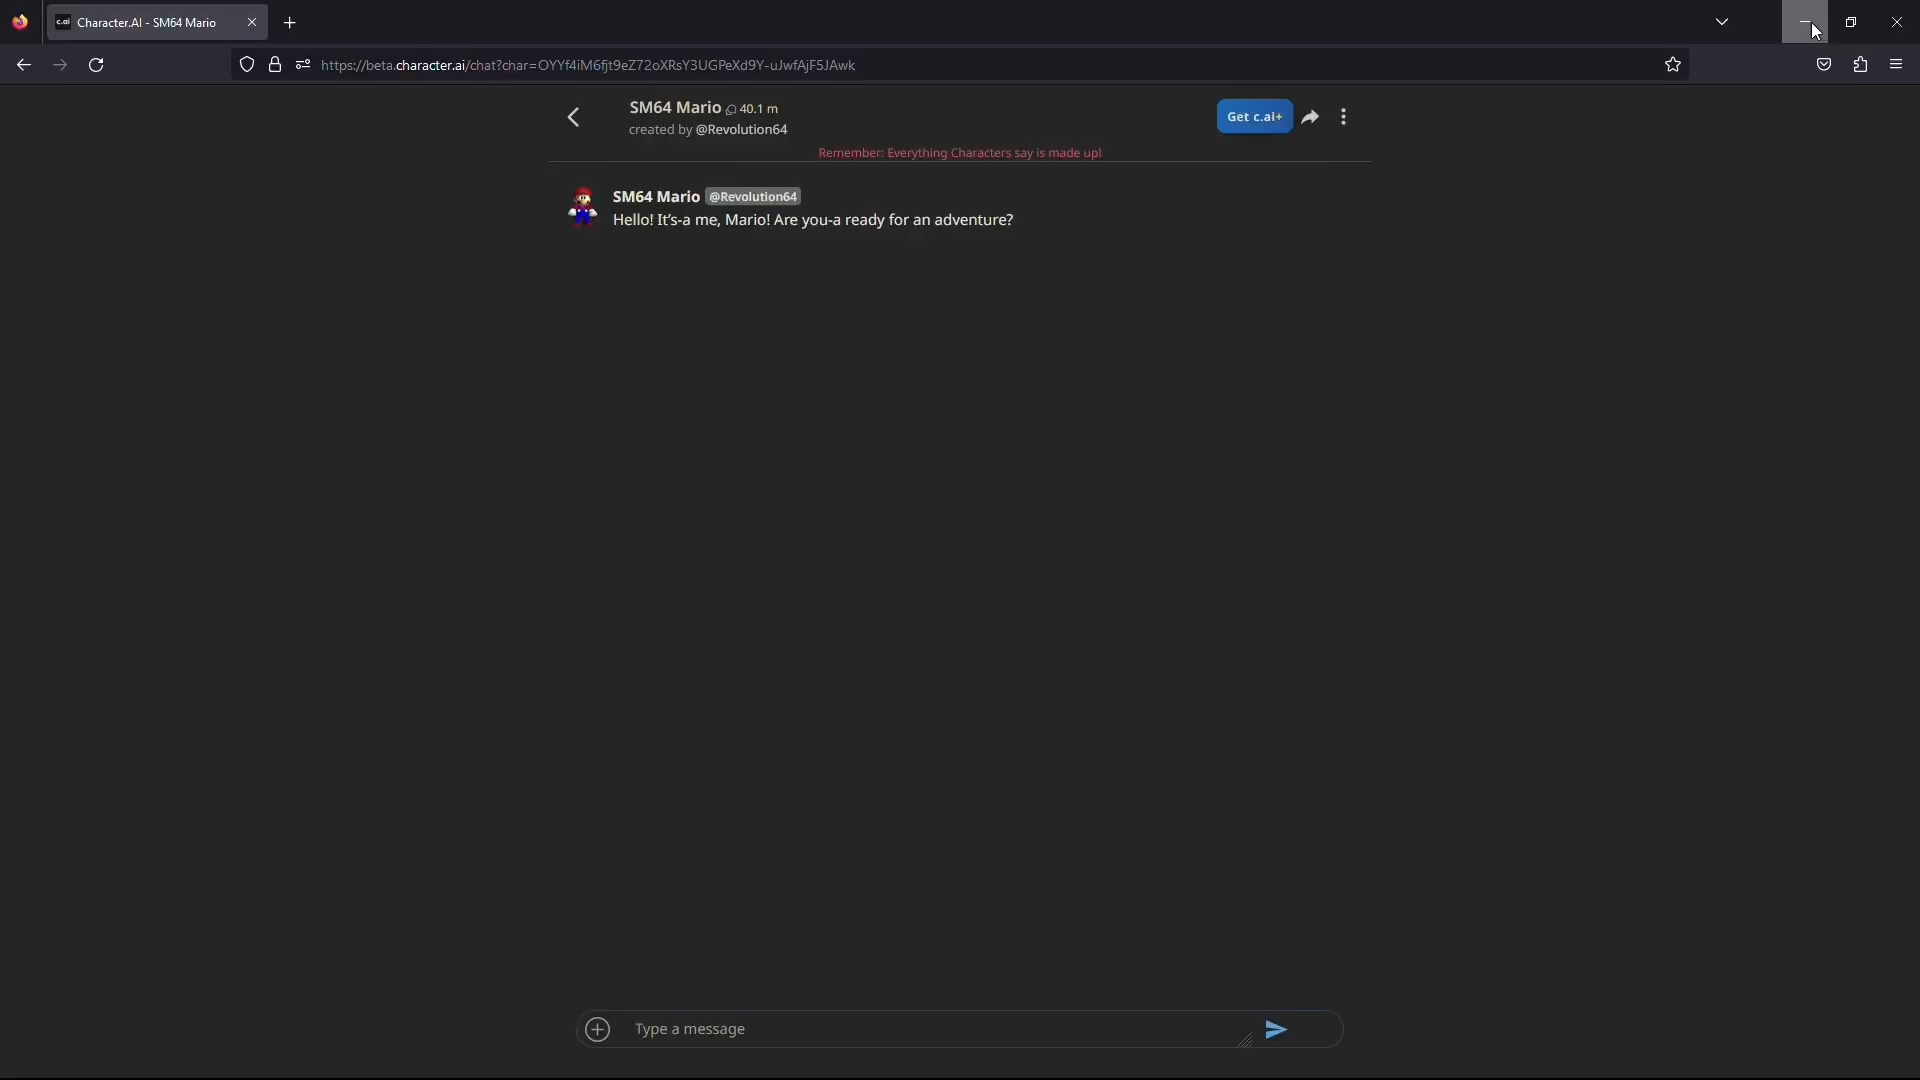 c.ai Character.AI - SM64 Mario
https://beta.character.ai/chat?char=OYYf4iM6fjt9eZ72oXRsY3UGPeXd9Y-uJwfAjF5JAwk
SM64 Mario 40.1 m
created by @Revolution64
Get c.ai+
Remember: Everything Characters say is made up!
SM64 Mario @Revolution64
Hello! It’s-a me, Mario! Are you-a ready for an adventure?
Type a message